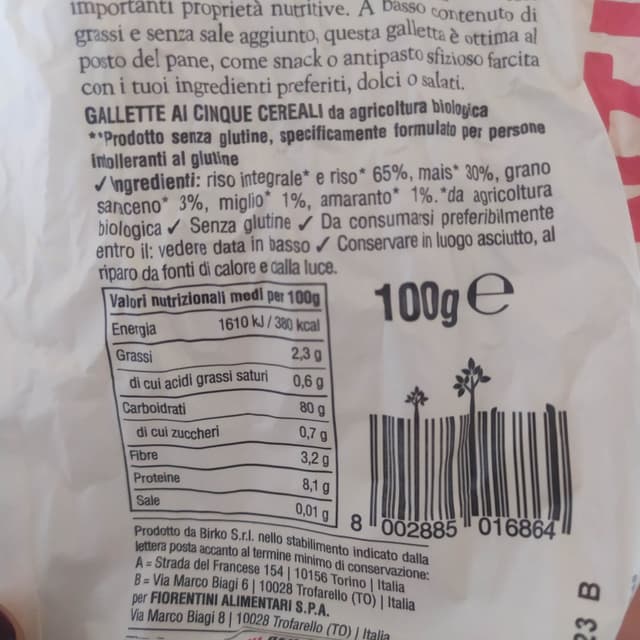 importanti proprietà nutritive. A basso contenuto di
grassi e senza sale aggiunto, questa galletta è ottima al
posto del pane, come snack o antipasto sfizioso farcita
con i tuoi ingredienti preferiti, dolci o salati.
GALLETTE AI CINQUE CEREALI da agricoltura biologica
**Prodotto senza glutine, specificamente formulato per persone
intolleranti al glutine
✓ Ingredienti: riso integrale* e riso* 65%, mais* 30%, grano
saraceno* 3%, miglio* 1%, amaranto* 1%. *da agricoltura
biologica ✓ Senza glutine ✓ Da consumarsi preferibilmente
entro il: vedere data in basso ✓ Conservare in luogo asciutto, al
riparo da fonti di calore e dalla luce.
Valori nutrizionali medi per 100g
Energia 1610 kJ / 380 kcal
Grassi 2,3 g
di cui acidi grassi saturi 0,6 g
Carboidrati 80 g
di cui zuccheri 0,7 g
Fibre 3,2 g
Proteine 8,1 g
Sale 0,01 g
100g e
8 002885 016864
Prodotto da Birko S.r.l. nello stabilimento indicato dalla
lettera posta accanto al termine minimo di conservazione:
A = Strada del Francese 154 | 10156 Torino | Italia
B = Via Marco Biagi 6 | 10028 Trofarello (TO) | Italia
per FIORENTINI ALIMENTARI S.P.A.
Via Marco Biagi 8 | 10028 Trofarello (TO) | Italia
23 B